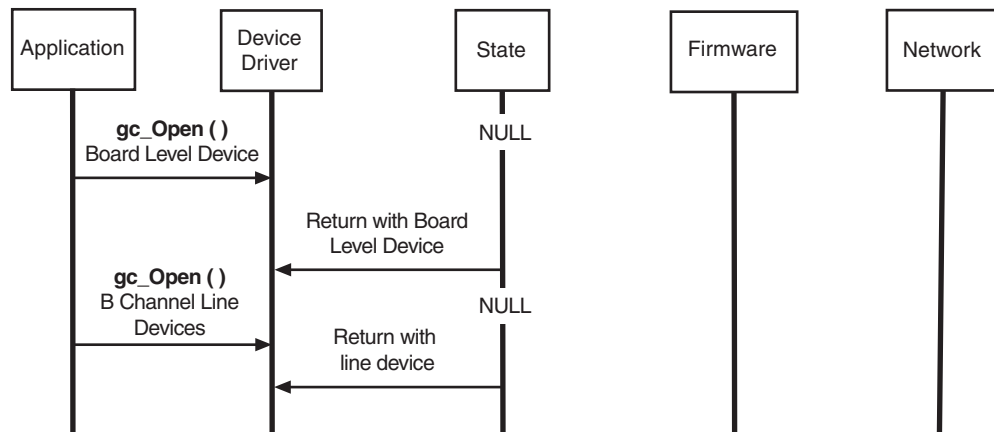 Application
Device
Driver
State
Firmware
Network
gc_Open ( )
Board Level Device
NULL
Return with Board
Level Device
gc_Open ( )
B Channel Line
Devices
NULL
Return with
line device